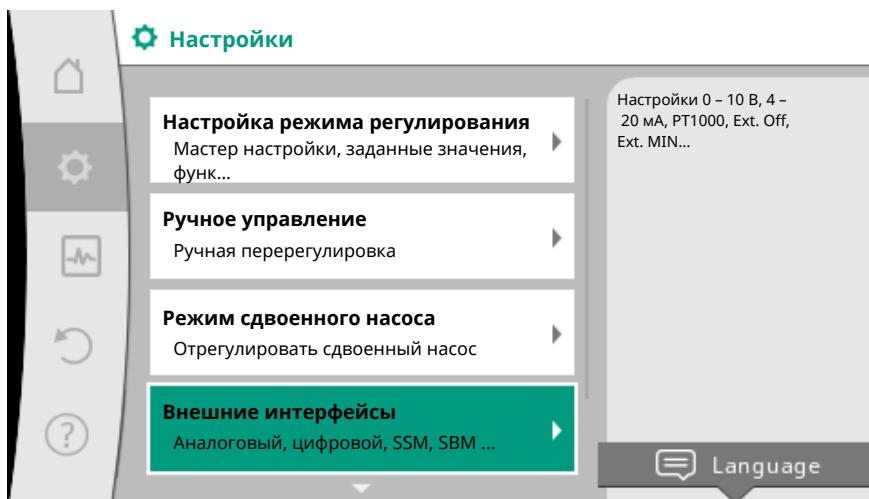 Настройки
Настройка режима регулирования
Мастер настройки, заданные значения,
функ...
Ручное управление
Ручная перерегулировка
Режим сдвоенного насоса
Отрегулировать сдвоенный насос
Внешние интерфейсы
Аналоговый, цифровой, SSM, SBM ...
Настройки 0 – 10 В, 4 –
20 мА, PT1000, Ext. Off,
Ext. MIN...
?
Language